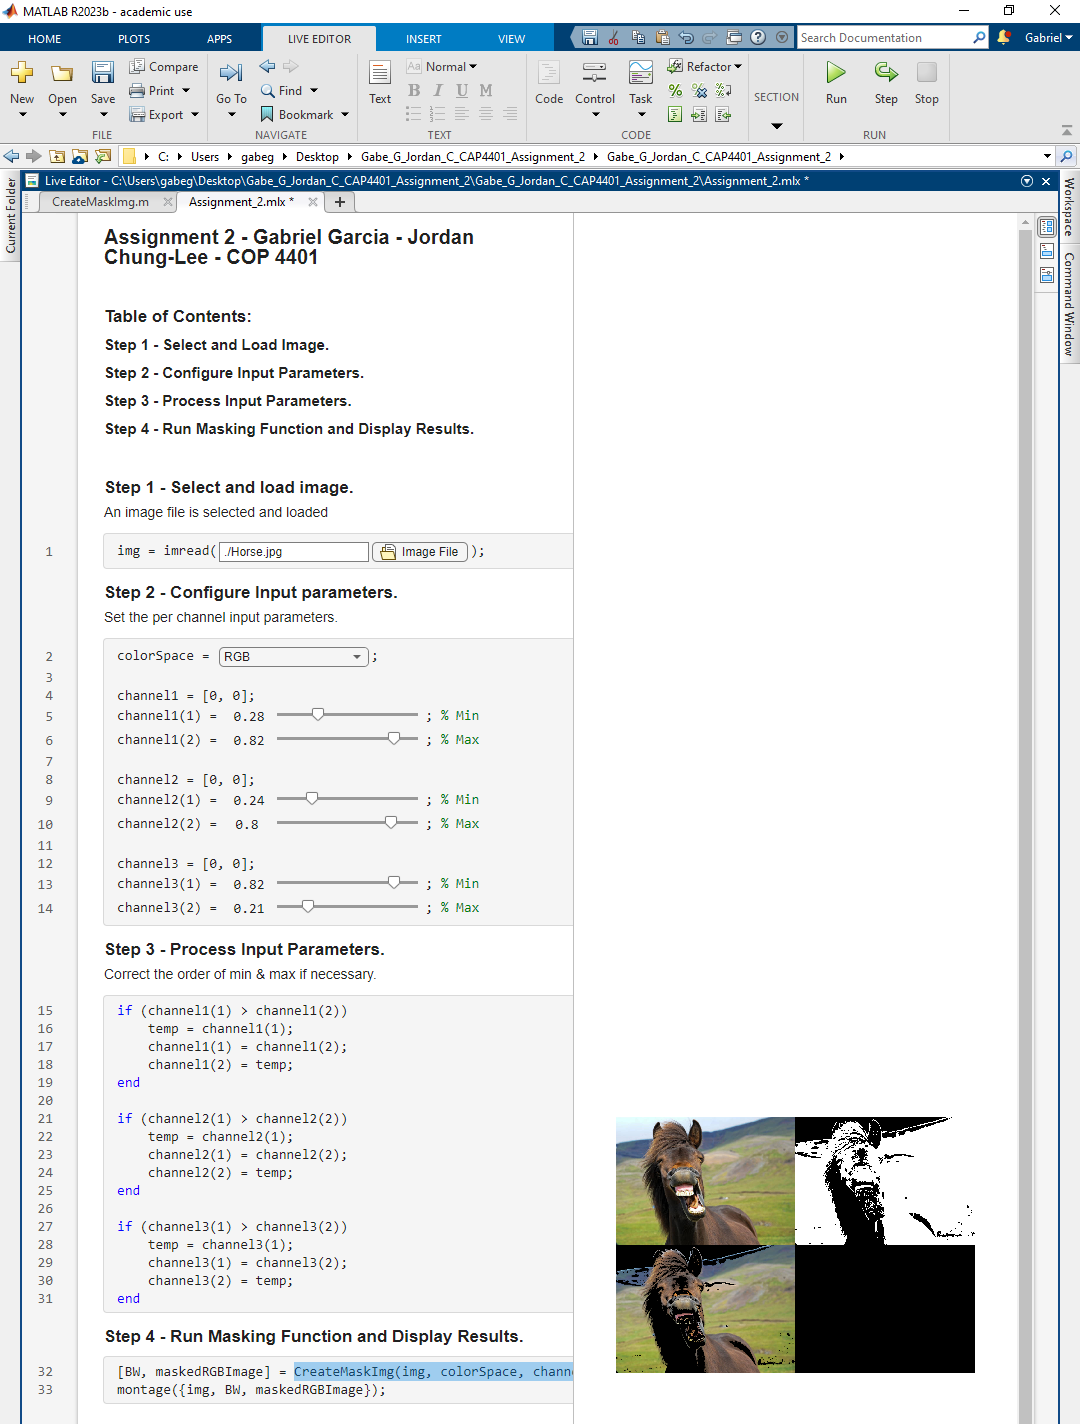 MATLAB R2023b - academic use
HOME PLOTS APPS LIVE EDITOR INSERT VIEW Search Documentation Gabriel
New Open Save Compare Print Export FILE
Go To Find Bookmark NAVIGATE
Text Aa Normal B I U M TEXT
Code Control Task Refactor CODE
SECTION
Run Step Stop RUN
C: Users gabeg Desktop Gabe_G_Jordan_C_CAP4401_Assignment_2 Gabe_G_Jordan_C_CAP4401_Assignment_2
Current Folder
Workspace
Command Window
Live Editor - C:\Users\gabeg\Desktop\Gabe_G_Jordan_C_CAP4401_Assignment_2\Gabe_G_Jordan_C_CAP4401_Assignment_2\Assignment_2.mlx *
CreateMaskImg.m Assignment_2.mlx * +
Assignment 2 - Gabriel Garcia - Jordan
Chung-Lee - COP 4401
Table of Contents:
Step 1 - Select and Load Image.
Step 2 - Configure Input Parameters.
Step 3 - Process Input Parameters.
Step 4 - Run Masking Function and Display Results.
Step 1 - Select and load image.
An image file is selected and loaded
1 img = imread( ./Horse.jpg Image File );
Step 2 - Configure Input parameters.
Set the per channel input parameters.
2 colorSpace = RGB ;
3
4 channel1 = [0, 0];
5 channel1(1) = 0.28 ; % Min
6 channel1(2) = 0.82 ; % Max
7
8 channel2 = [0, 0];
9 channel2(1) = 0.24 ; % Min
10 channel2(2) = 0.8 ; % Max
11
12 channel3 = [0, 0];
13 channel3(1) = 0.82 ; % Min
14 channel3(2) = 0.21 ; % Max
Step 3 - Process Input Parameters.
Correct the order of min & max if necessary.
15 if (channel1(1) > channel1(2))
16 temp = channel1(1);
17 channel1(1) = channel1(2);
18 channel1(2) = temp;
19 end
20
21 if (channel2(1) > channel2(2))
22 temp = channel2(1);
23 channel2(1) = channel2(2);
24 channel2(2) = temp;
25 end
26
27 if (channel3(1) > channel3(2))
28 temp = channel3(1);
29 channel3(1) = channel3(2);
30 channel3(2) = temp;
31 end
Step 4 - Run Masking Function and Display Results.
32 [BW, maskedRGBImage] = CreateMaskImg(img, colorSpace, chann
33 montage({img, BW, maskedRGBImage});